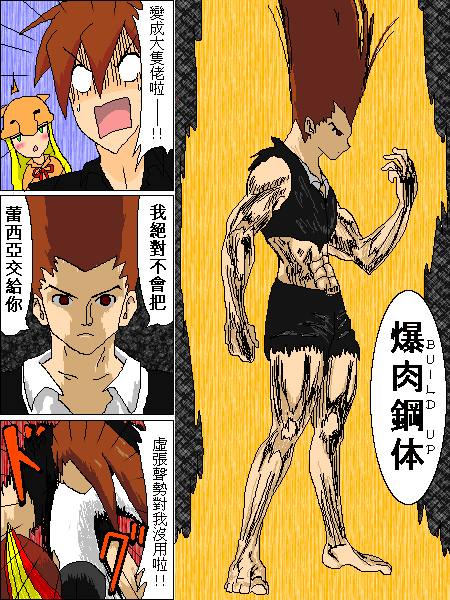 爆肉鋼体
BUILD UP
變成大隻佬啦——!!
我絕對不會把
蕾西亞交給你
虛張聲勢對我沒用啦!!
ドグ